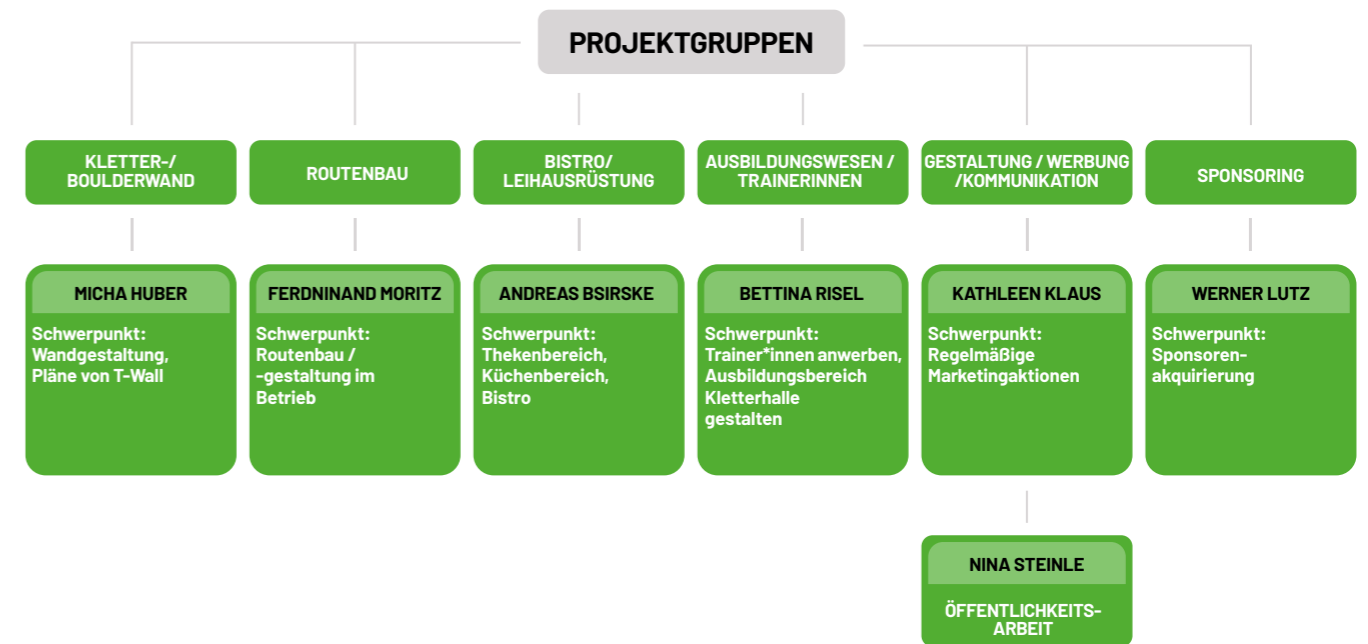 PROJEKTGRUPPEN
KLETTER-/
BOULDERWAND
ROUTENBAU
BISTRO/
LEIHAUSRÜSTUNG
AUSBILDUNGSWESEN /
TRAINERINNEN
GESTALTUNG / WERBUNG
/KOMMUNIKATION
SPONSORING
MICHA HUBER
Schwerpunkt:
Wandgestaltung,
Pläne von T-Wall
FERDNINAND MORITZ
Schwerpunkt:
Routenbau /
-gestaltung im
Betrieb
ANDREAS BSIRSKE
Schwerpunkt:
Thekenbereich,
Küchenbereich,
Bistro
BETTINA RISEL
Schwerpunkt:
Trainer*innen anwerben,
Ausbildungsbereich
Kletterhalle
gestalten
KATHLEEN KLAUS
Schwerpunkt:
Regelmäßige
Marketingaktionen
WERNER LUTZ
Schwerpunkt:
Sponsoren-
akquirierung
NINA STEINLE
ÖFFENTLICHKEITS-
ARBEIT